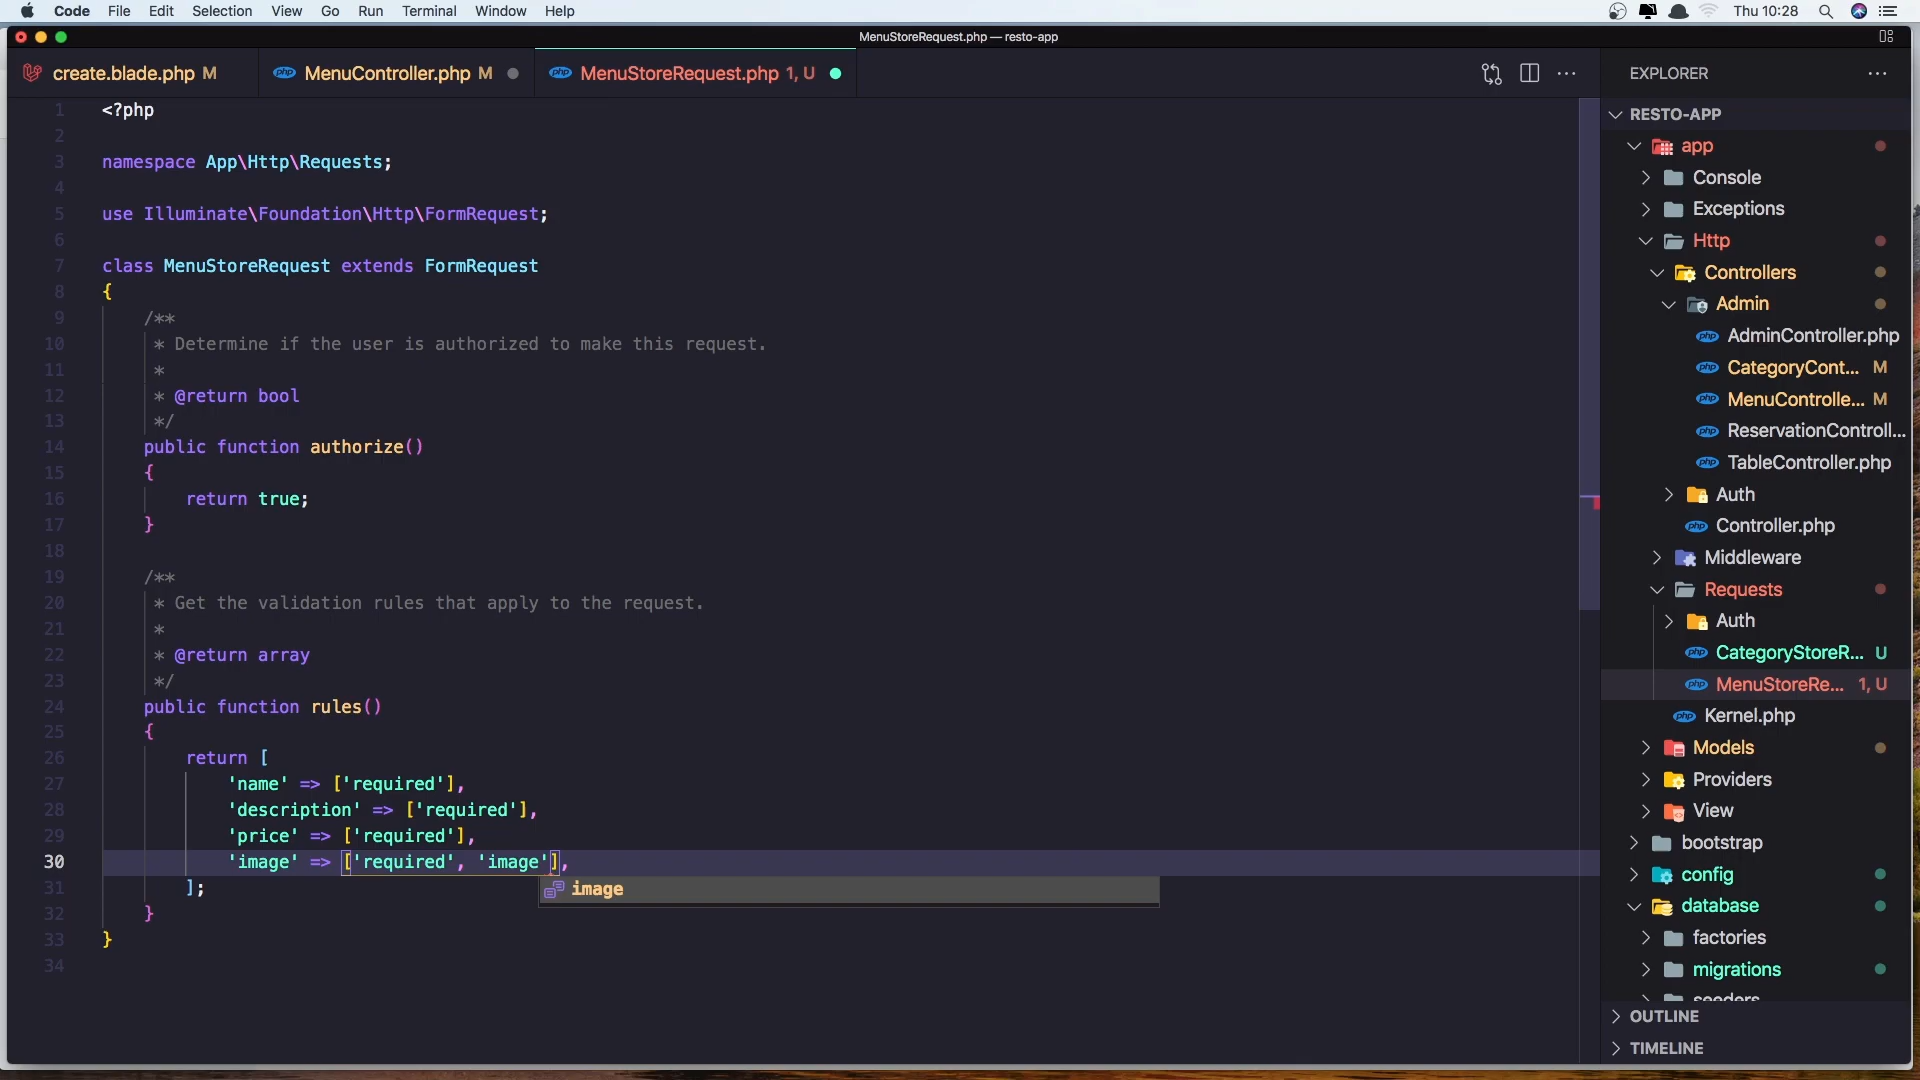 Code File Edit Selection View Go Run Terminal Window Help Thu 10:28
MenuStoreRequest.php — resto-app
create.blade.php M MenuController.php M MenuStoreRequest.php 1, U
EXPLORER
1 <?php
2
3 namespace App\Http\Requests;
4
5 use Illuminate\Foundation\Http\FormRequest;
6
7 class MenuStoreRequest extends FormRequest
8 {
9 /**
10 * Determine if the user is authorized to make this request.
11 *
12 * @return bool
13 */
14 public function authorize()
15 {
16 return true;
17 }
18
19 /**
20 * Get the validation rules that apply to the request.
21 *
22 * @return array
23 */
24 public function rules()
25 {
26 return [
27 'name' => ['required'],
28 'description' => ['required'],
29 'price' => ['required'],
30 'image' => ['required', 'image'],
image
31 ];
32 }
33 }
34
RESTO-APP
app
Console
Exceptions
Http
Controllers
Admin
AdminController.php
CategoryCont... M
MenuControlle... M
ReservationControll...
TableController.php
Auth
Controller.php
Middleware
Requests
Auth
CategoryStoreR... U
MenuStoreRe... 1, U
Kernel.php
Models
Providers
View
bootstrap
config
database
factories
migrations
seeders
OUTLINE
TIMELINE